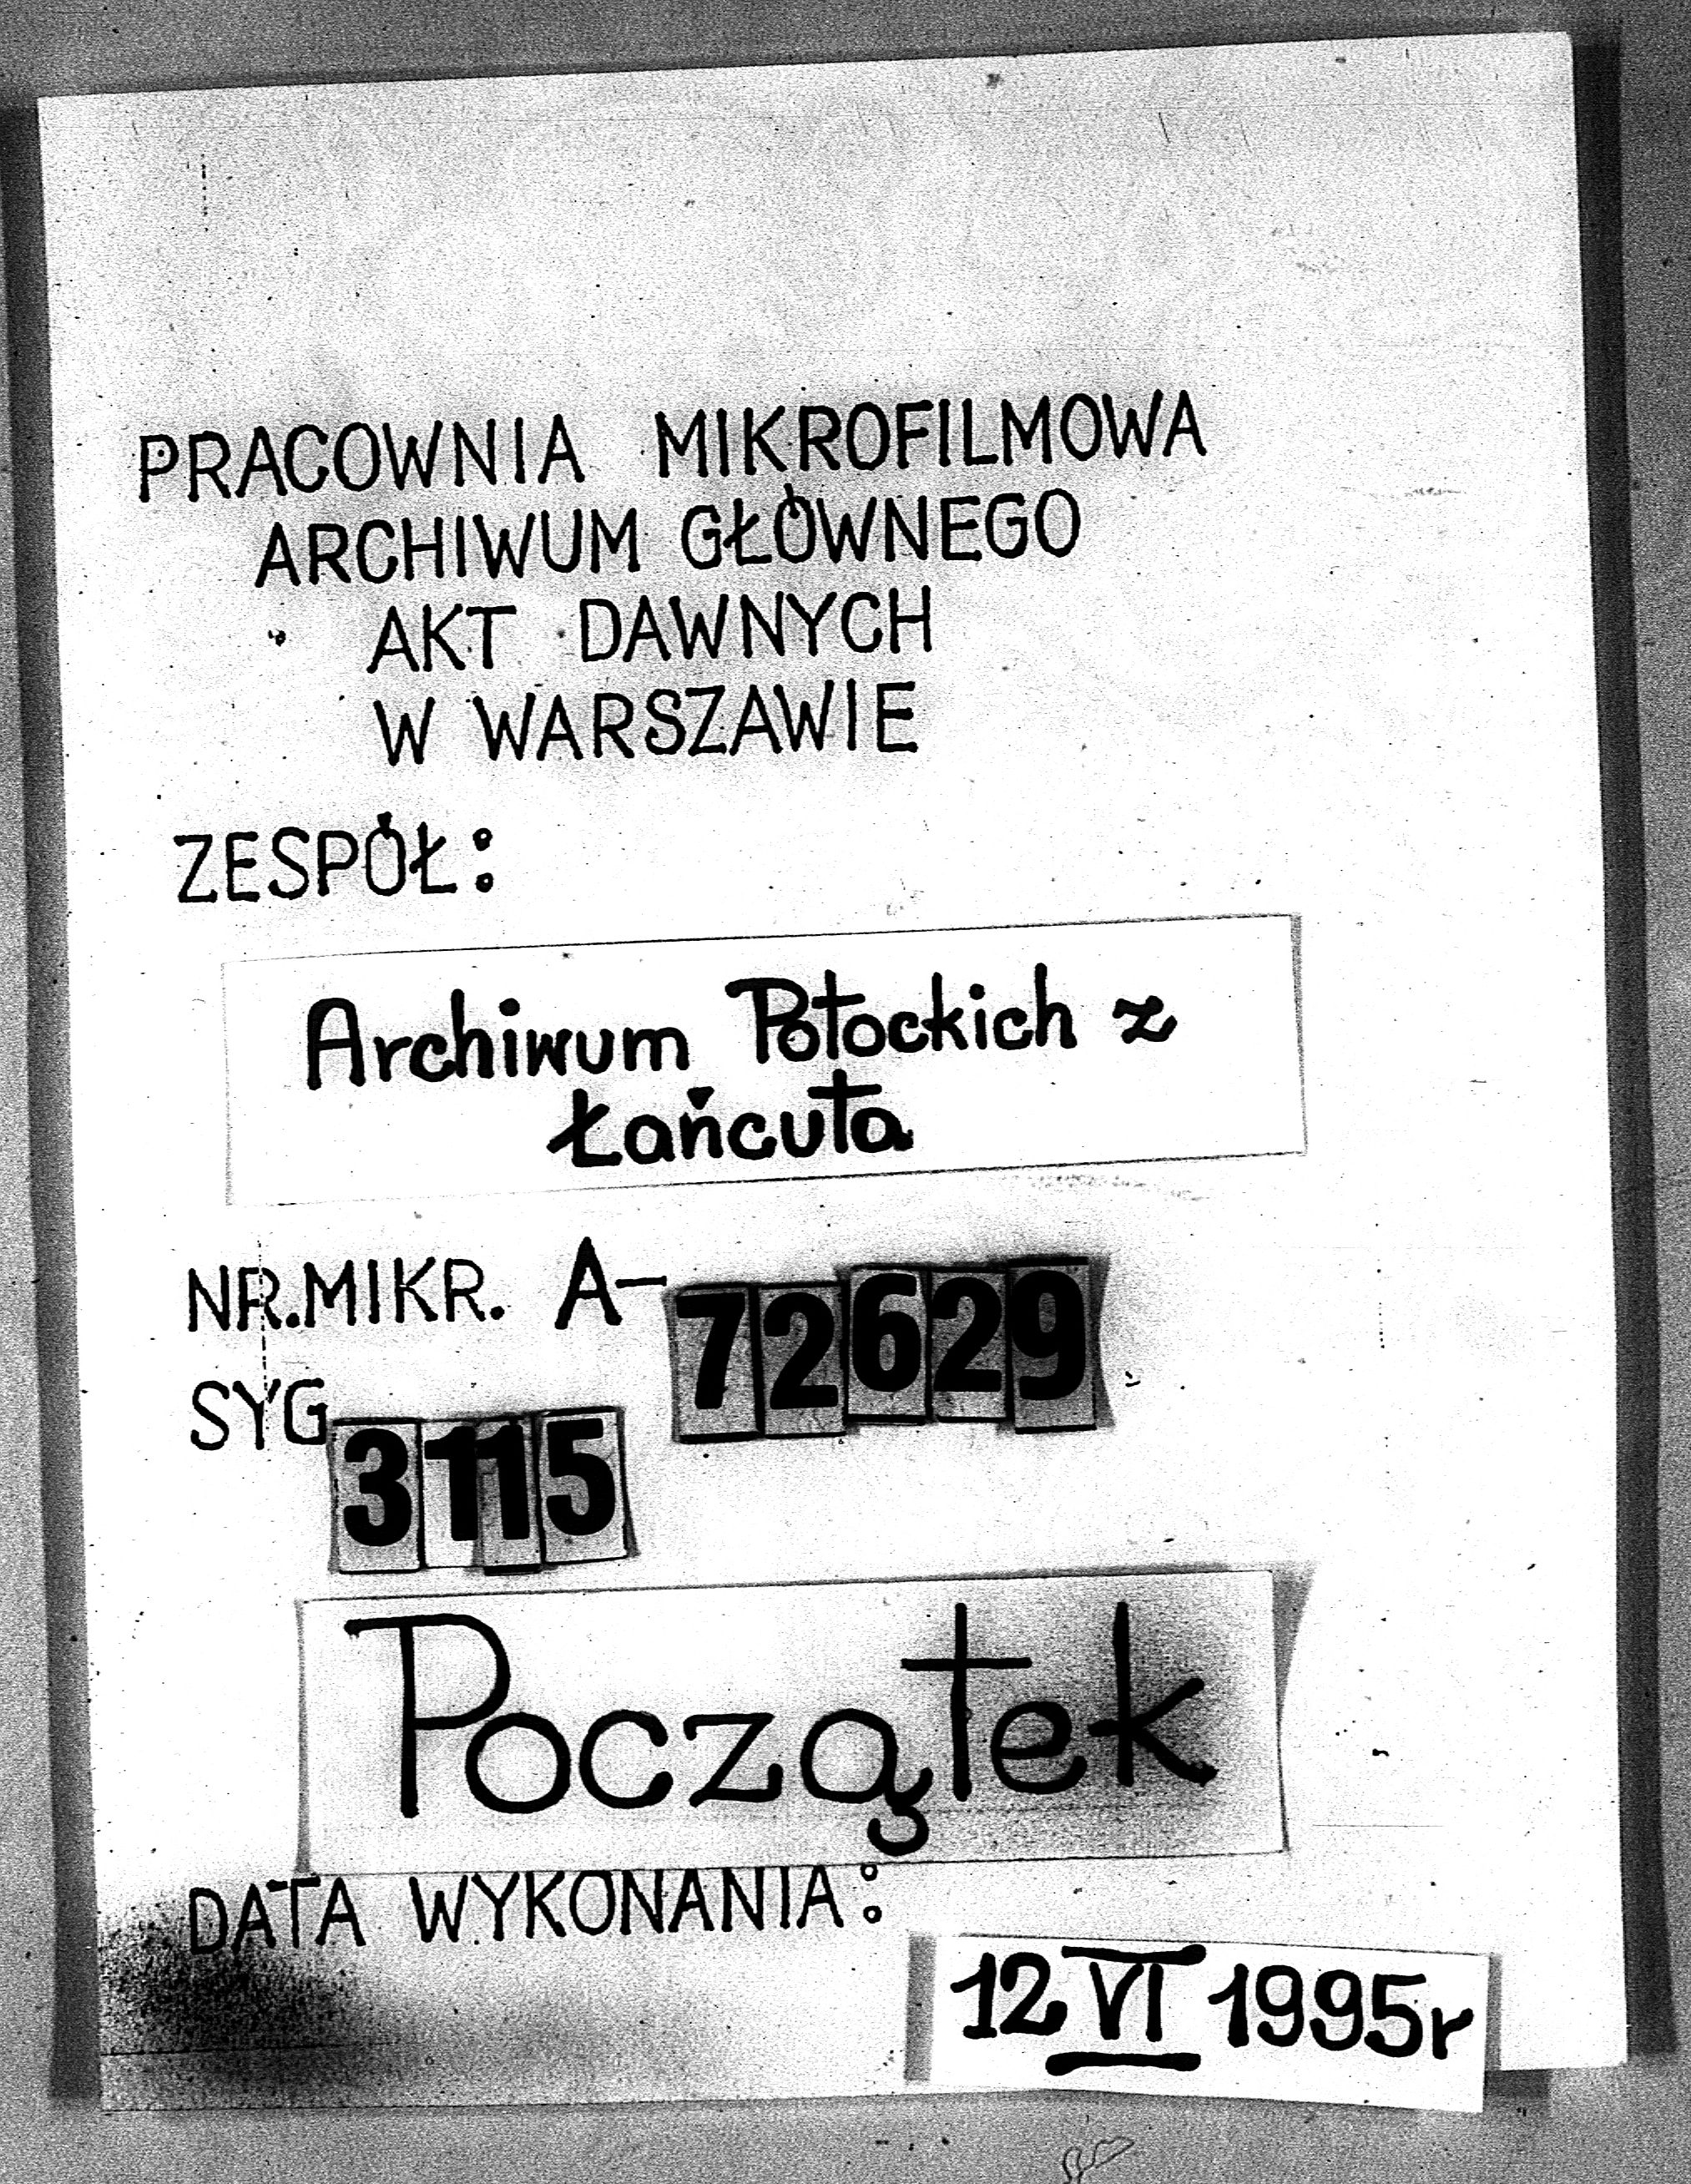 PRACOWNIA MIKROFILMOWA
ARCHIWUM GŁÓWNEGO
AKT DAWNYCH
W WARSZAWIE
ZESPÓŁ:
Archiwum Potockich z
Łańcuta
NR.MIKR. A-72629
SYG 3115
Początek
DATA WYKONANIA:
12 VI 1995r